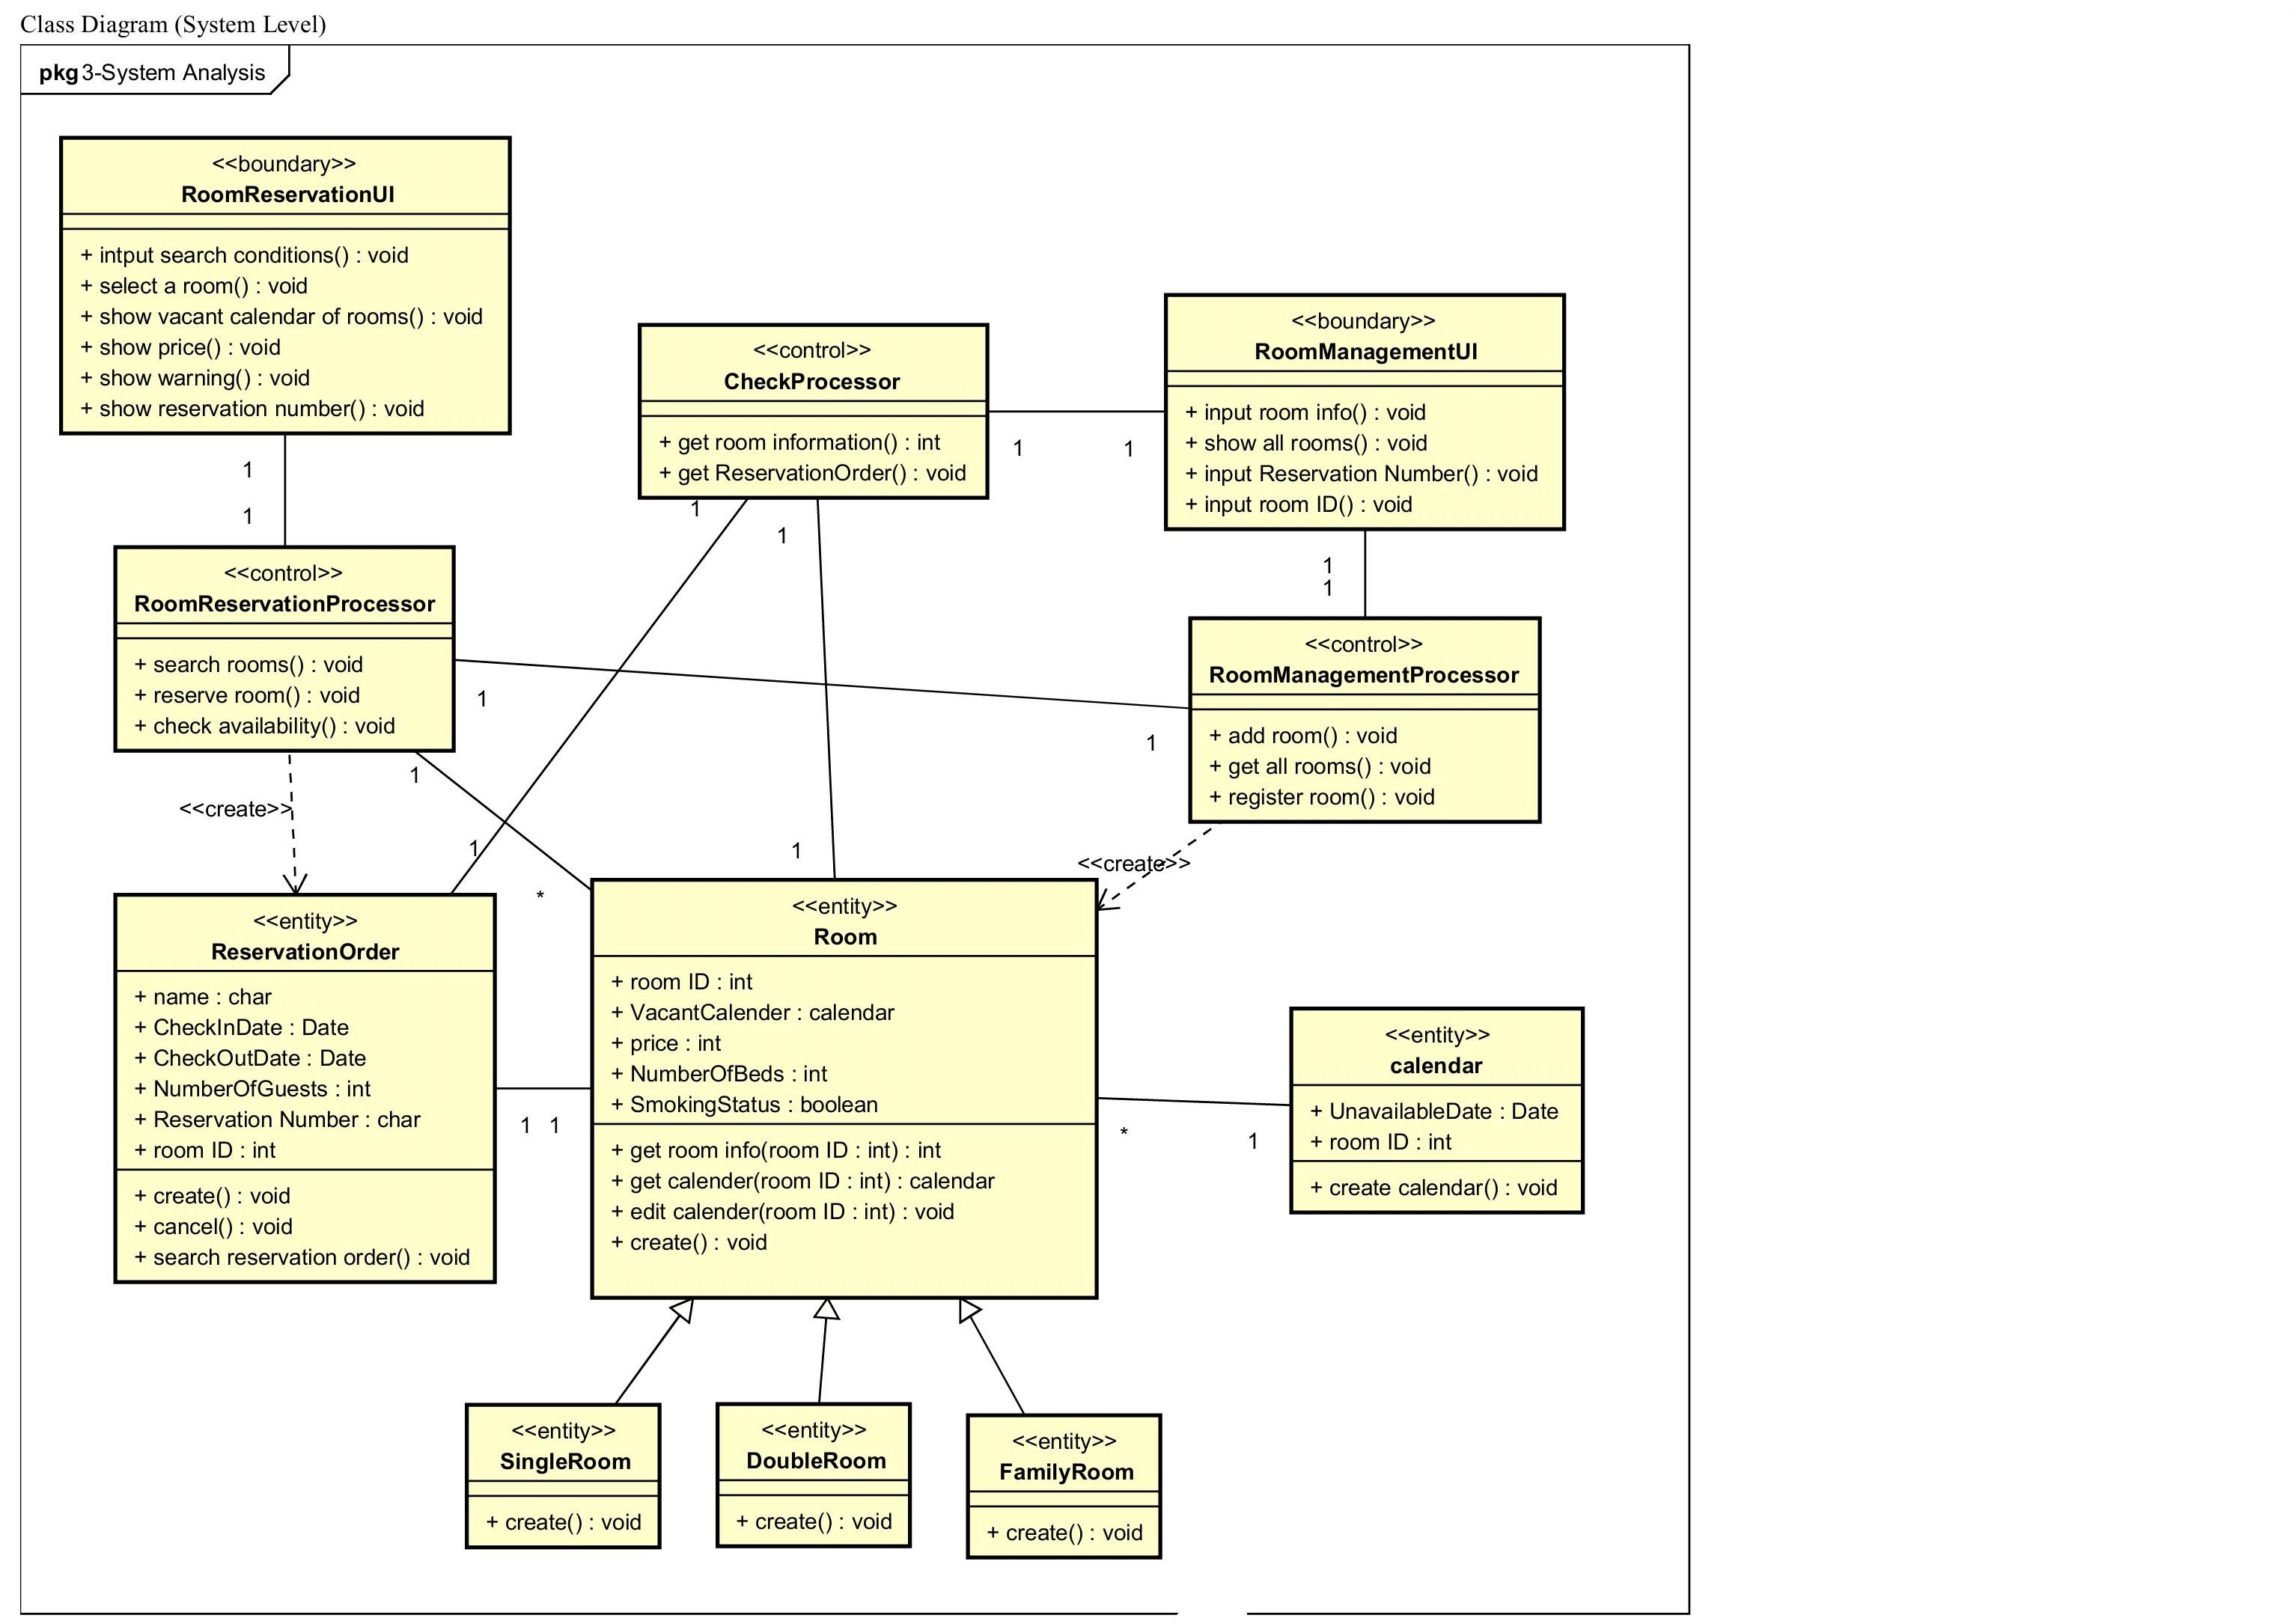 Class Diagram (System Level)
pkg 3-System Analysis
<<boundary>>
RoomReservationUI
+ intput search conditions() : void
+ select a room() : void
+ show vacant calendar of rooms() : void
+ show price() : void
+ show warning() : void
+ show reservation number() : void
<<control>>
CheckProcessor
+ get room information() : int
+ get ReservationOrder() : void
<<boundary>>
RoomManagementUI
+ input room info() : void
+ show all rooms() : void
+ input Reservation Number() : void
+ input room ID() : void
1
1
1
1
1
1
1
1
<<control>>
RoomReservationProcessor
+ search rooms() : void
+ reserve room() : void
+ check availability() : void
<<control>>
RoomManagementProcessor
+ add room() : void
+ get all rooms() : void
+ register room() : void
1
1
1
<<create>>
1
1
*
<<create>>
<<entity>>
ReservationOrder
+ name : char
+ CheckInDate : Date
+ CheckOutDate : Date
+ NumberOfGuests : int
+ Reservation Number : char
+ room ID : int
+ create() : void
+ cancel() : void
+ search reservation order() : void
1 1
<<entity>>
Room
+ room ID : int
+ VacantCalender : calendar
+ price : int
+ NumberOfBeds : int
+ SmokingStatus : boolean
+ get room info(room ID : int) : int
+ get calender(room ID : int) : calendar
+ edit calender(room ID : int) : void
+ create() : void
*
1
<<entity>>
calendar
+ UnavailableDate : Date
+ room ID : int
+ create calendar() : void
<<entity>>
SingleRoom
+ create() : void
<<entity>>
DoubleRoom
+ create() : void
<<entity>>
FamilyRoom
+ create() : void